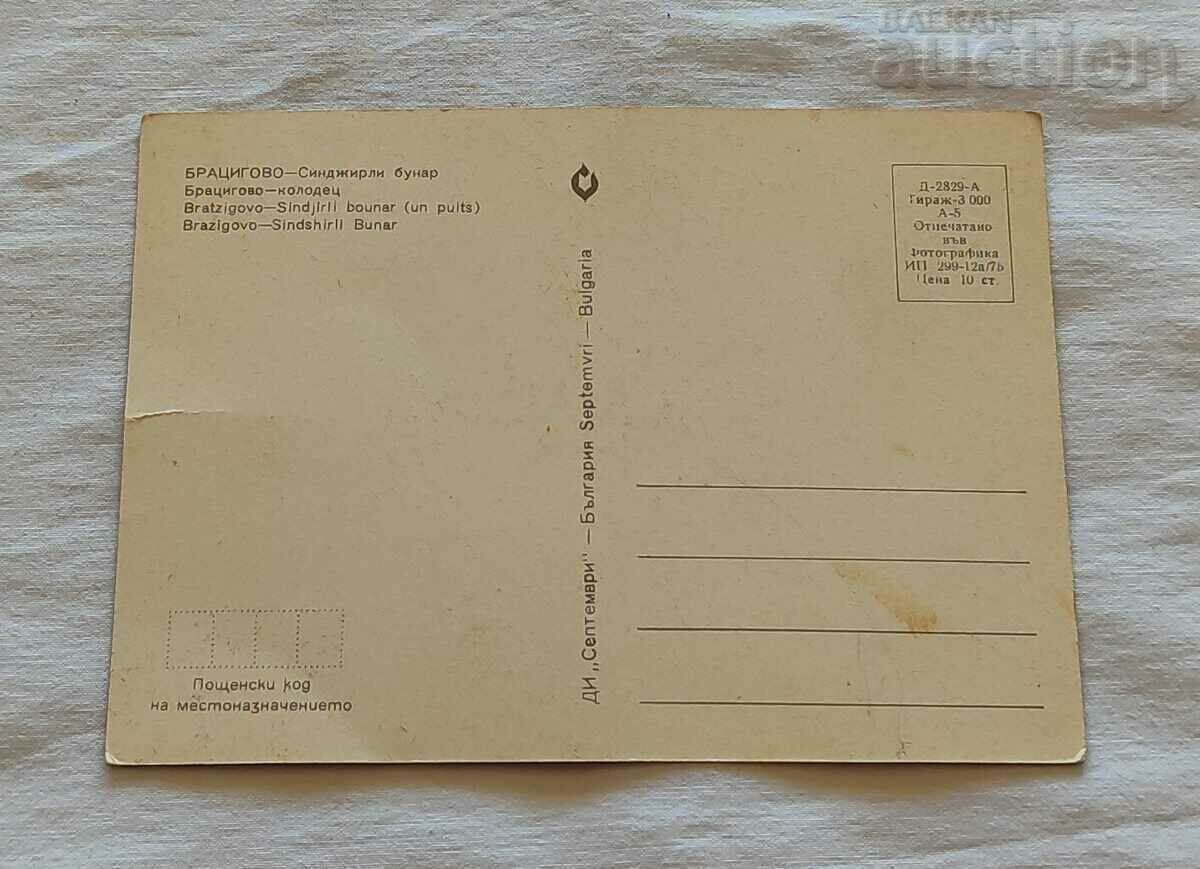 BALKAN
auction
БРАЦИГОВО—Синджирли бунар
Брацигово—колодец
Bratzigovo—Sindjirli bounar (un puits)
Brazigovo—Sindshirli Bunar
ДИ „Септември" — България Septemvri — Bulgaria
Д-2829-А
Тираж-3 000
А-5
Отпечатано
във
Фотографика
ИП 299-12а/7б
Цена 10 ст.
Пощенски код
на местоназначението